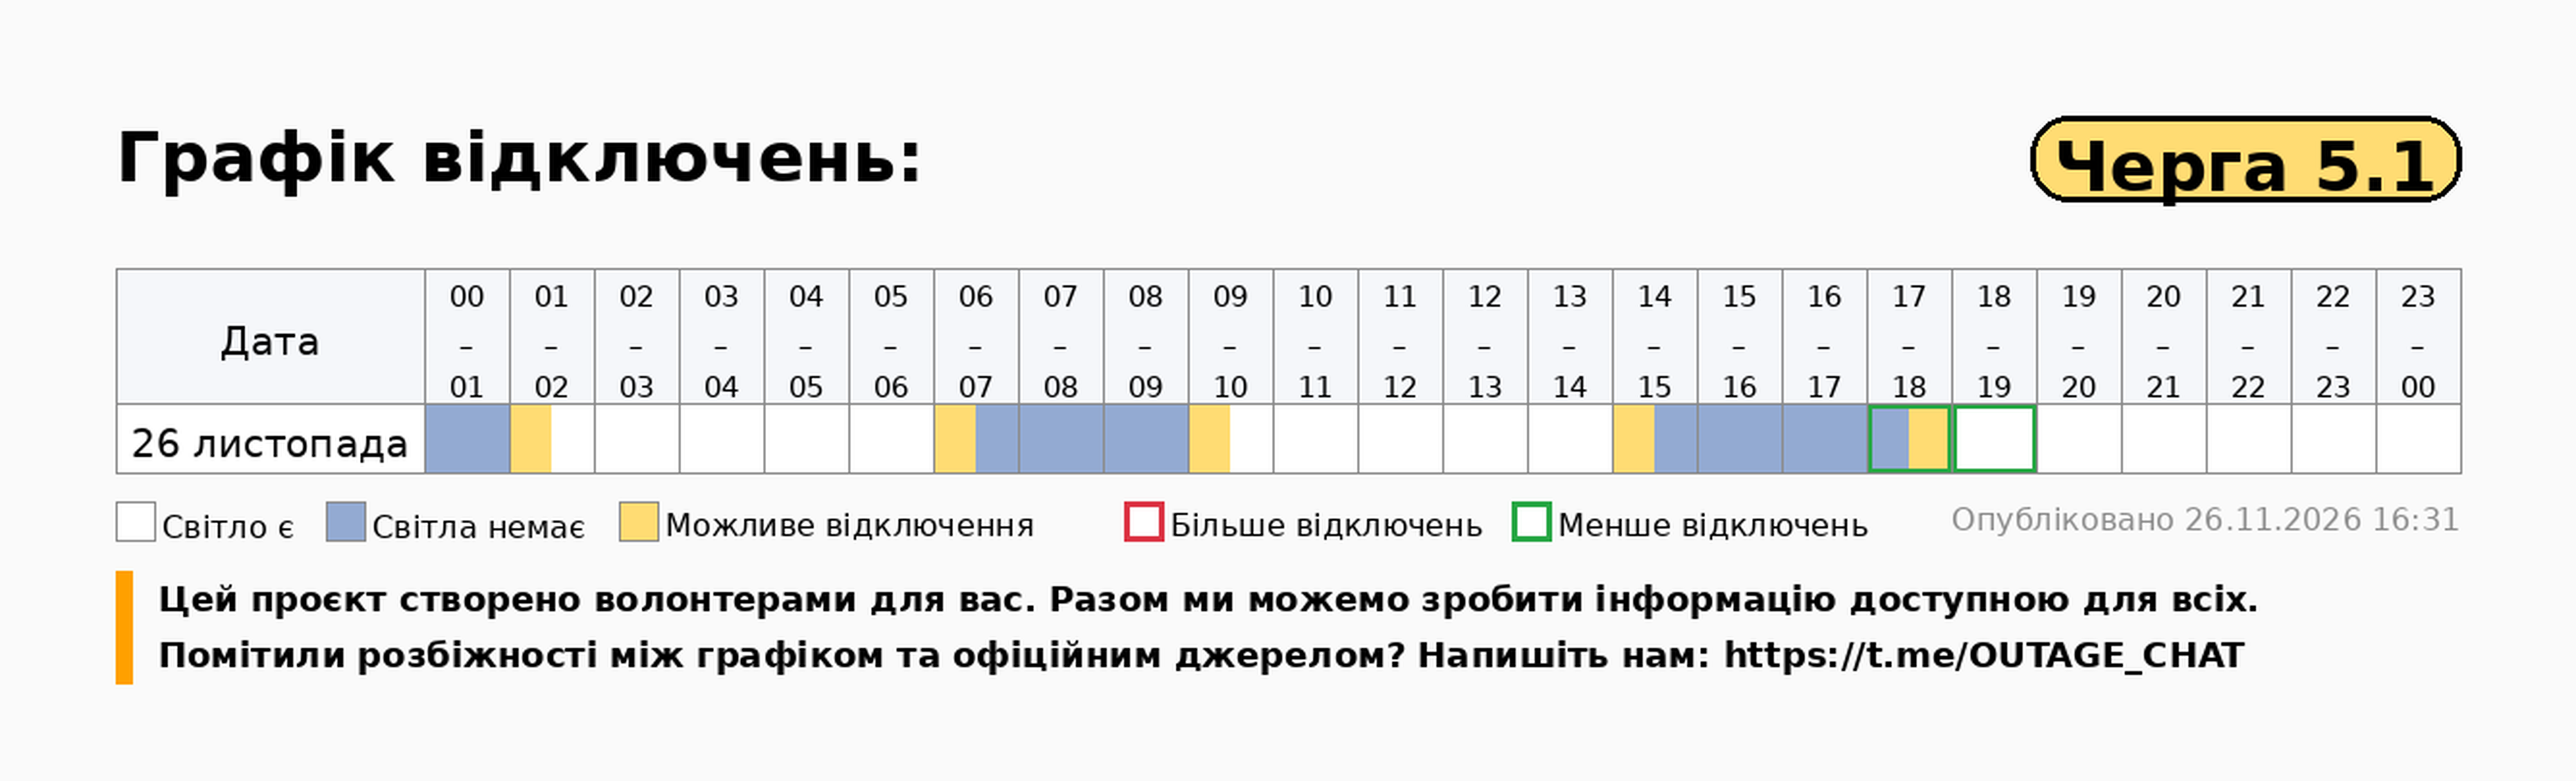 Графік відключень:
Черга 5.1
Дата
00 – 01
01 – 02
02 – 03
03 – 04
04 – 05
05 – 06
06 – 07
07 – 08
08 – 09
09 – 10
10 – 11
11 – 12
12 – 13
13 – 14
14 – 15
15 – 16
16 – 17
17 – 18
18 – 19
19 – 20
20 – 21
21 – 22
22 – 23
23 – 00
26 листопада
Світло є
Світла немає
Можливе відключення
Більше відключень
Менше відключень
Опубліковано 26.11.2026 16:31
Цей проєкт створено волонтерами для вас. Разом ми можемо зробити інформацію доступною для всіх.
Помітили розбіжності між графіком та офіційним джерелом? Напишіть нам: https://t.me/OUTAGE_CHAT